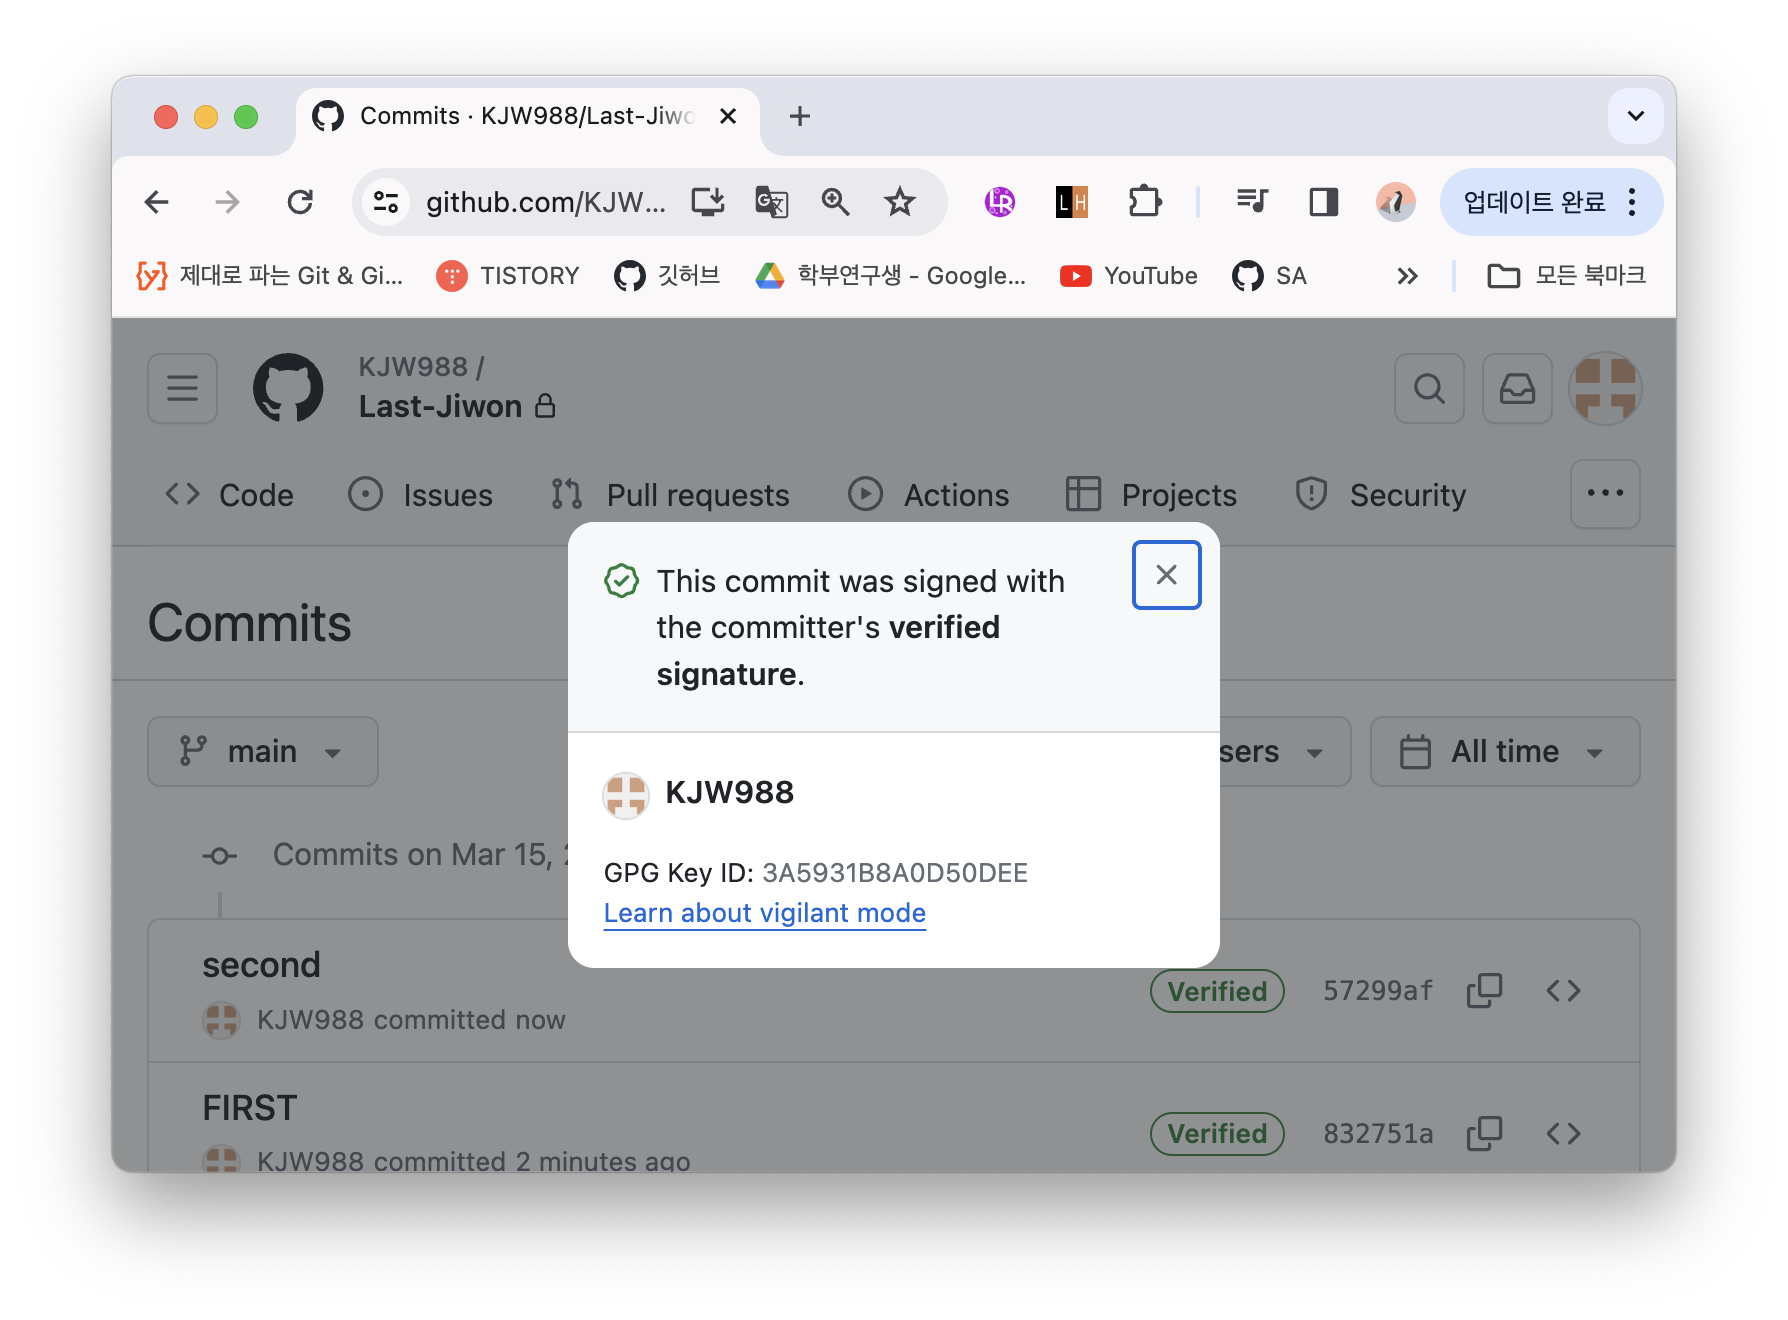 Commits · KJW988/Last-Jiwo
github.com/KJW...
업데이트 완료
제대로 파는 Git & Gi...
TISTORY
깃허브
학부연구생 - Google...
YouTube
SA
모든 북마크
KJW988 /
Last-Jiwon
Code
Issues
Pull requests
Actions
Projects
Security
This commit was signed with
the committer's verified
signature.
Commits
main
sers
All time
KJW988
Commits on Mar 15,
GPG Key ID: 3A5931B8A0D50DEE
Learn about vigilant mode
second
Verified
57299af
KJW988 committed now
FIRST
Verified
832751a
KJW988 committed 2 minutes ago